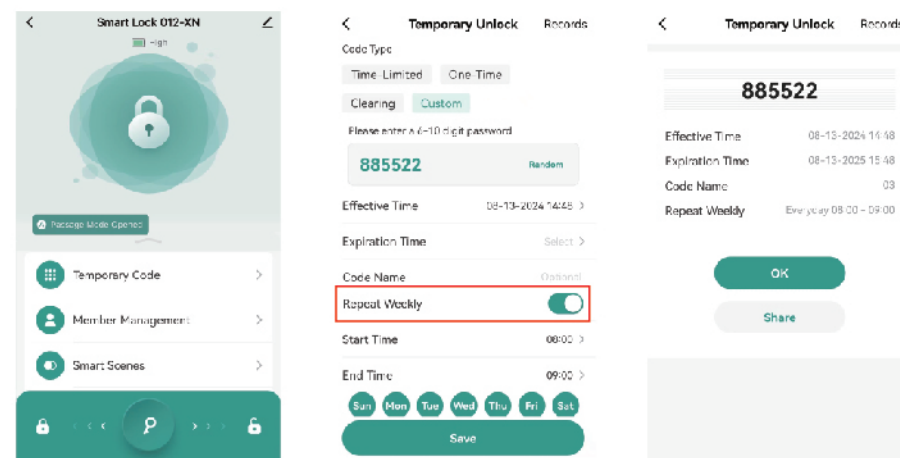 Smart Lock 012-XN
High
Passage Mode Opened
Temporary Code
Member Management
Smart Scenes
Temporary Unlock
Records
Code Type
Time-Limited
One-Time
Clearing
Custom
Please enter a 6-10 digit password
885522
Random
Effective Time
08-13-2024 14:48
Expiration Time
Select
Code Name
Optional
Repeat Weekly
Start Time
08:00
End Time
09:00
Sun Mon Tue Wed Thu Fri Sat
Save
Temporary Unlock
Records
885522
Effective Time
08-13-2024 14:48
Expiration Time
08-13-2025 15:48
Code Name
03
Repeat Weekly
Everyday 08:00 - 09:00
OK
Share